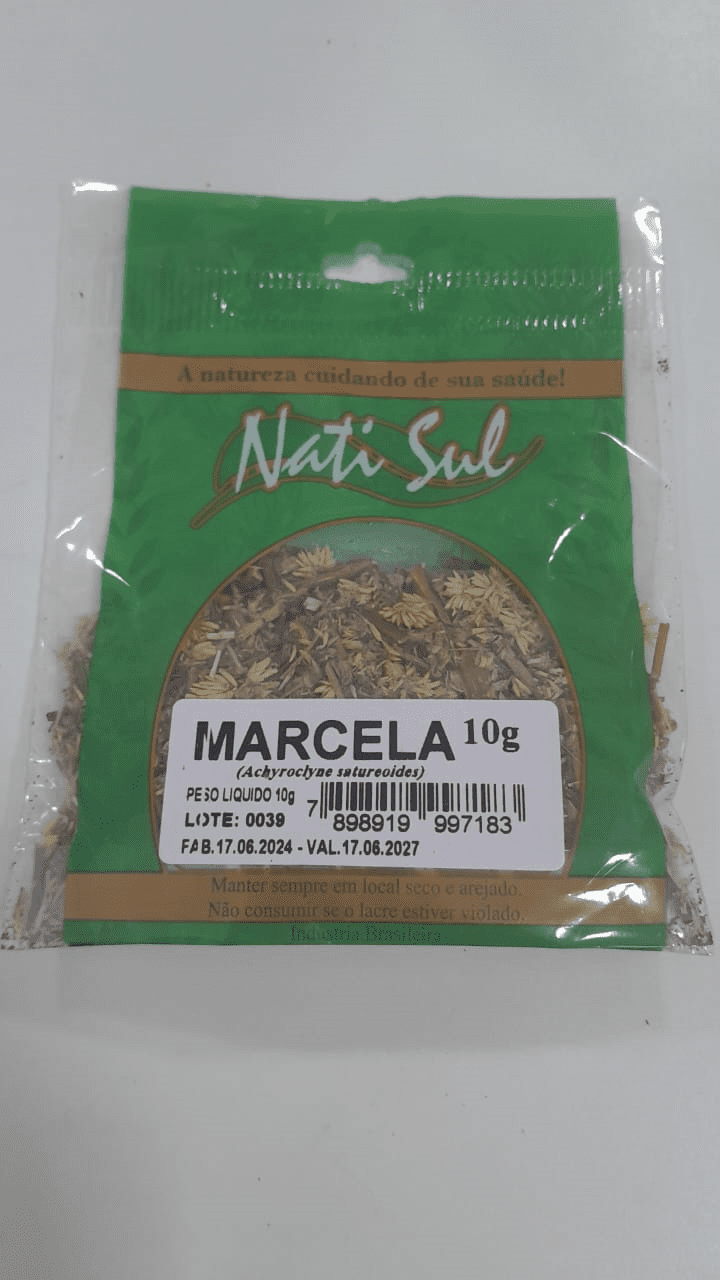 A natureza cuidando de sua saúde!
Nati Sul
MARCELA 10g
(Achyroclyne satureoides)
PESO LIQUIDO 10g
LOTE: 0039
7 898919 997183
FAB.17.06.2024 - VAL.17.06.2027
Manter sempre em local seco e arejado.
Não consumir se o lacre estiver violado.
Indústria Brasileira